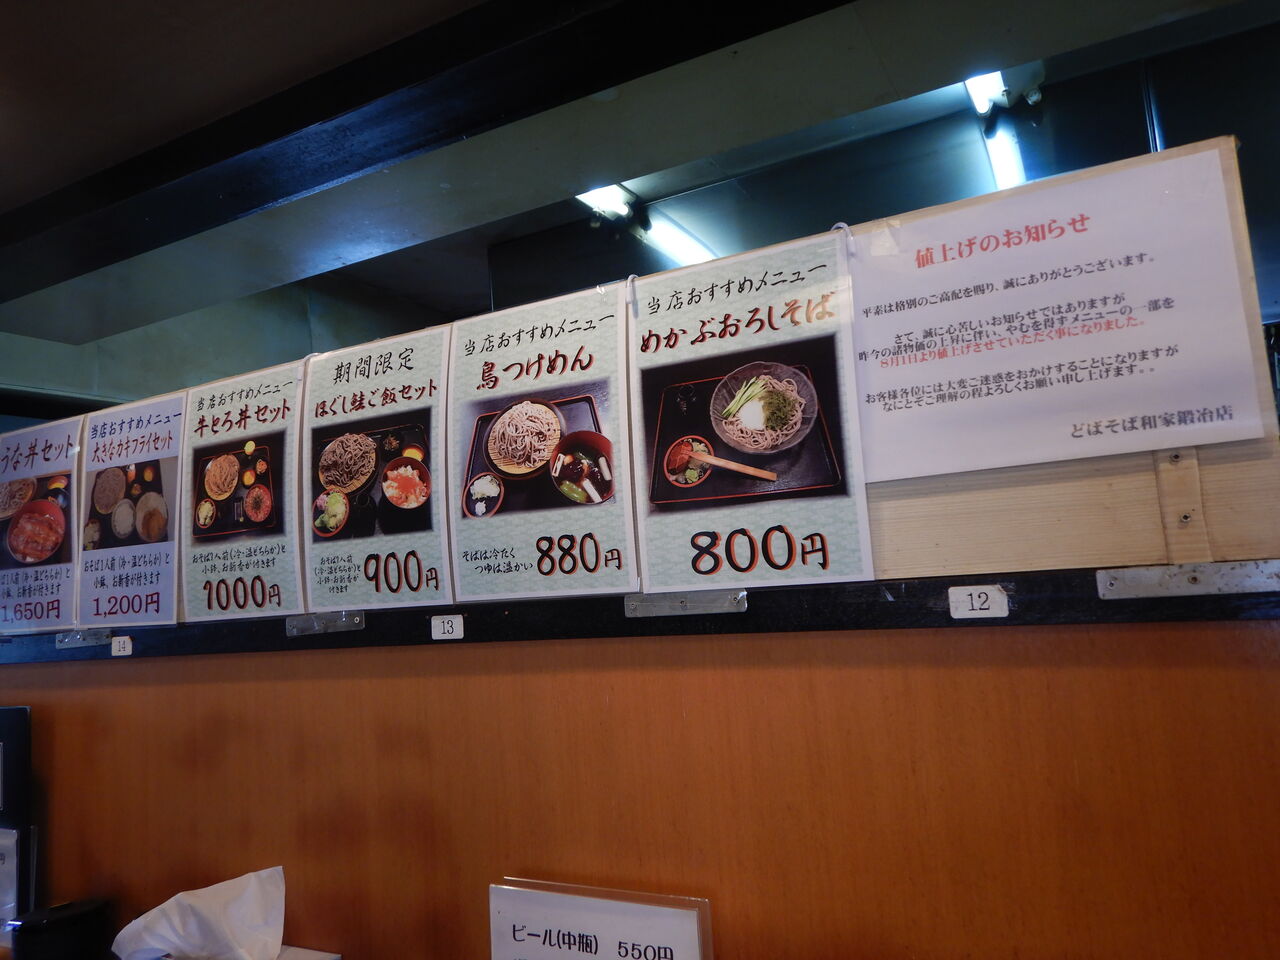 うな丼セット
小鉢、お新香が付きます
1,650円
当店おすすめメニュー
大きなカキフライセット
おそば1人前(冷・温どちらか)と
小鉢、お新香が付きます
1,200円
当店おすすめメニュー
牛とろ丼セット
おそば1人前(冷・温どちらか)と
小鉢、お新香が付きます
1000円
期間限定
ほぐし鮭ご飯セット
おそば1人前
(冷・温どちらか)と
小鉢・お新香が
付きます
900円
当店おすすめメニュー
鳥つけめん
そばは冷たく
つゆは温かい
880円
当店おすすめメニュー
めかぶおろしそば
800円
値上げのお知らせ
平素は格別のご高配を賜り、誠にありがとうございます。
さて、誠に心苦しいお知らせではありますが
昨今の諸物価の上昇に伴い、やむを得ずメニューの一部を
8月1日より値上げさせていただく事になりました。
お客様各位には大変ご迷惑をおかけすることになりますが
なにとぞご理解の程よろしくお願い申し上げます。。
どばそば和家鍛冶店
14
13
12
ビール(中瓶) 550円